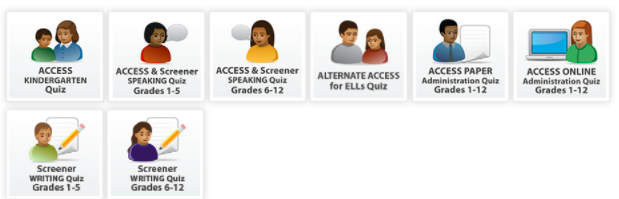 ACCESS
KINDERGARTEN
Quiz
ACCESS & Screener
SPEAKING Quiz
Grades 1-5
ACCESS & Screener
SPEAKING Quiz
Grades 6-12
ALTERNATE ACCESS
for ELLs Quiz
ACCESS PAPER
Administration Quiz
Grades 1-12
ACCESS ONLINE
Administration Quiz
Grades 1-12
Screener
WRITING Quiz
Grades 1-5
Screener
WRITING Quiz
Grades 6-12